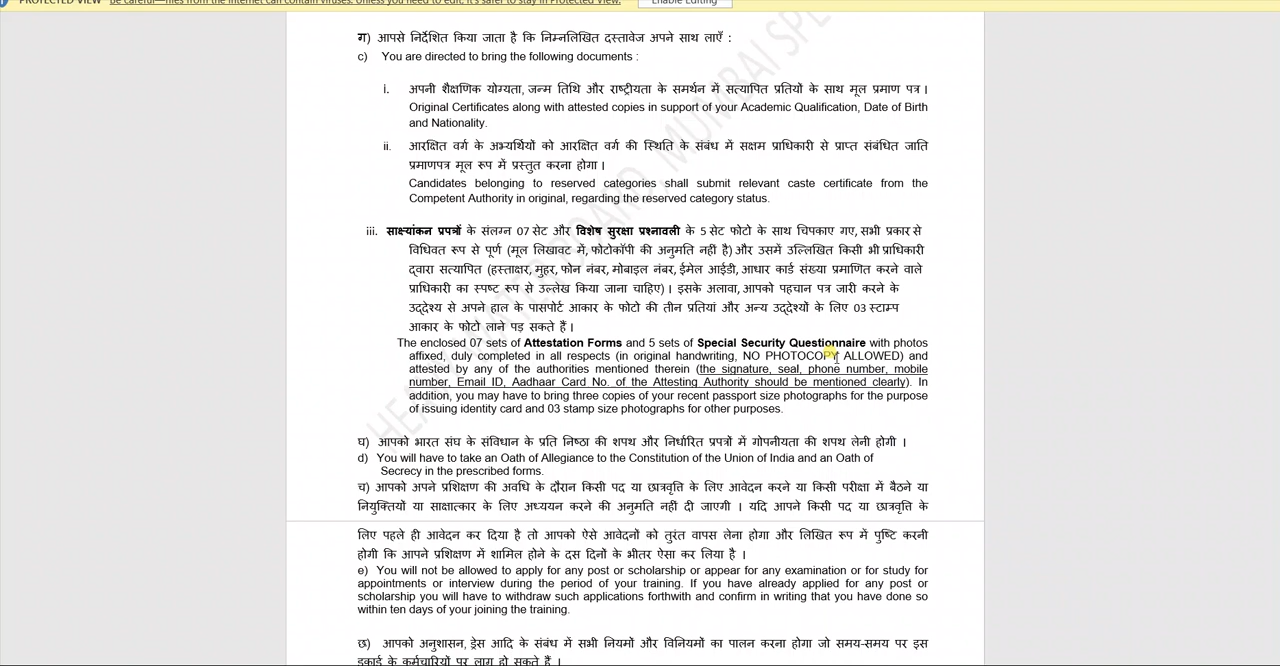 PROTECTED VIEW Be careful—files from the Internet can contain viruses. Unless you need to edit, it's safer to stay in Protected View. Enable Editing
ग) आपसे निर्देशित किया जाता है कि निम्नलिखित दस्तावेज अपने साथ लाएँ :
c) You are directed to bring the following documents :
i. अपनी शैक्षणिक योग्यता, जन्म तिथि और राष्ट्रीयता के समर्थन में सत्यापित प्रतियों के साथ मूल प्रमाण पत्र ।
Original Certificates along with attested copies in support of your Academic Qualification, Date of Birth
and Nationality.
ii. आरक्षित वर्ग के अभ्यर्थियों को आरक्षित वर्ग की स्थिति के संबंध में सक्षम प्राधिकारी से प्राप्त संबंधित जाति
प्रमाणपत्र मूल रूप में प्रस्तुत करना होगा ।
Candidates belonging to reserved categories shall submit relevant caste certificate from the
Competent Authority in original, regarding the reserved category status.
iii. साक्ष्यांकन प्रपत्रों के संलग्न 07 सेट और विशेष सुरक्षा प्रश्नावली के 5 सेट फोटो के साथ चिपकाए गए, सभी प्रकार से
विधिवत रूप से पूर्ण (मूल लिखावट में, फोटोकॉपी की अनुमति नहीं है) और उसमें उल्लिखित किसी भी प्राधिकारी
द्वारा सत्यापित (हस्ताक्षर, मुहर, फोन नंबर, मोबाइल नंबर, ईमेल आईडी, आधार कार्ड संख्या प्रमाणित करने वाले
प्राधिकारी का स्पष्ट रूप से उल्लेख किया जाना चाहिए) । इसके अलावा, आपको पहचान पत्र जारी करने के
उद्देश्य से अपने हाल के पासपोर्ट आकार के फोटो की तीन प्रतियां और अन्य उद्देश्यों के लिए 03 स्टाम्प
आकार के फोटो लाने पड़ सकते हैं ।
The enclosed 07 sets of Attestation Forms and 5 sets of Special Security Questionnaire with photos
affixed, duly completed in all respects (in original handwriting, NO PHOTOCOPY ALLOWED) and
attested by any of the authorities mentioned therein (the signature, seal, phone number, mobile
number, Email ID, Aadhaar Card No. of the Attesting Authority should be mentioned clearly). In
addition, you may have to bring three copies of your recent passport size photographs for the purpose
of issuing identity card and 03 stamp size photographs for other purposes.
घ) आपको भारत संघ के संविधान के प्रति निष्ठा की शपथ और निर्धारित प्रपत्रों में गोपनीयता की शपथ लेनी होगी ।
d) You will have to take an Oath of Allegiance to the Constitution of the Union of India and an Oath of
Secrecy in the prescribed forms.
च) आपको अपने प्रशिक्षण की अवधि के दौरान किसी पद या छात्रवृत्ति के लिए आवेदन करने या किसी परीक्षा में बैठने या
नियुक्तियों या साक्षात्कार के लिए अध्ययन करने की अनुमति नहीं दी जाएगी । यदि आपने किसी पद या छात्रवृत्ति के
लिए पहले ही आवेदन कर दिया है तो आपको ऐसे आवेदनों को तुरंत वापस लेना होगा और लिखित रूप में पुष्टि करनी
होगी कि आपने प्रशिक्षण में शामिल होने के दस दिनों के भीतर ऐसा कर लिया है ।
e) You will not be allowed to apply for any post or scholarship or appear for any examination or for study for
appointments or interview during the period of your training. If you have already applied for any post or
scholarship you will have to withdraw such applications forthwith and confirm in writing that you have done so
within ten days of your joining the training.
छ) आपको अनुशासन, ड्रेस आदि के संबंध में सभी नियमों और विनियमों का पालन करना होगा जो समय-समय पर इस
इकाई के कर्मचारियों पर लागू हो सकते हैं ।